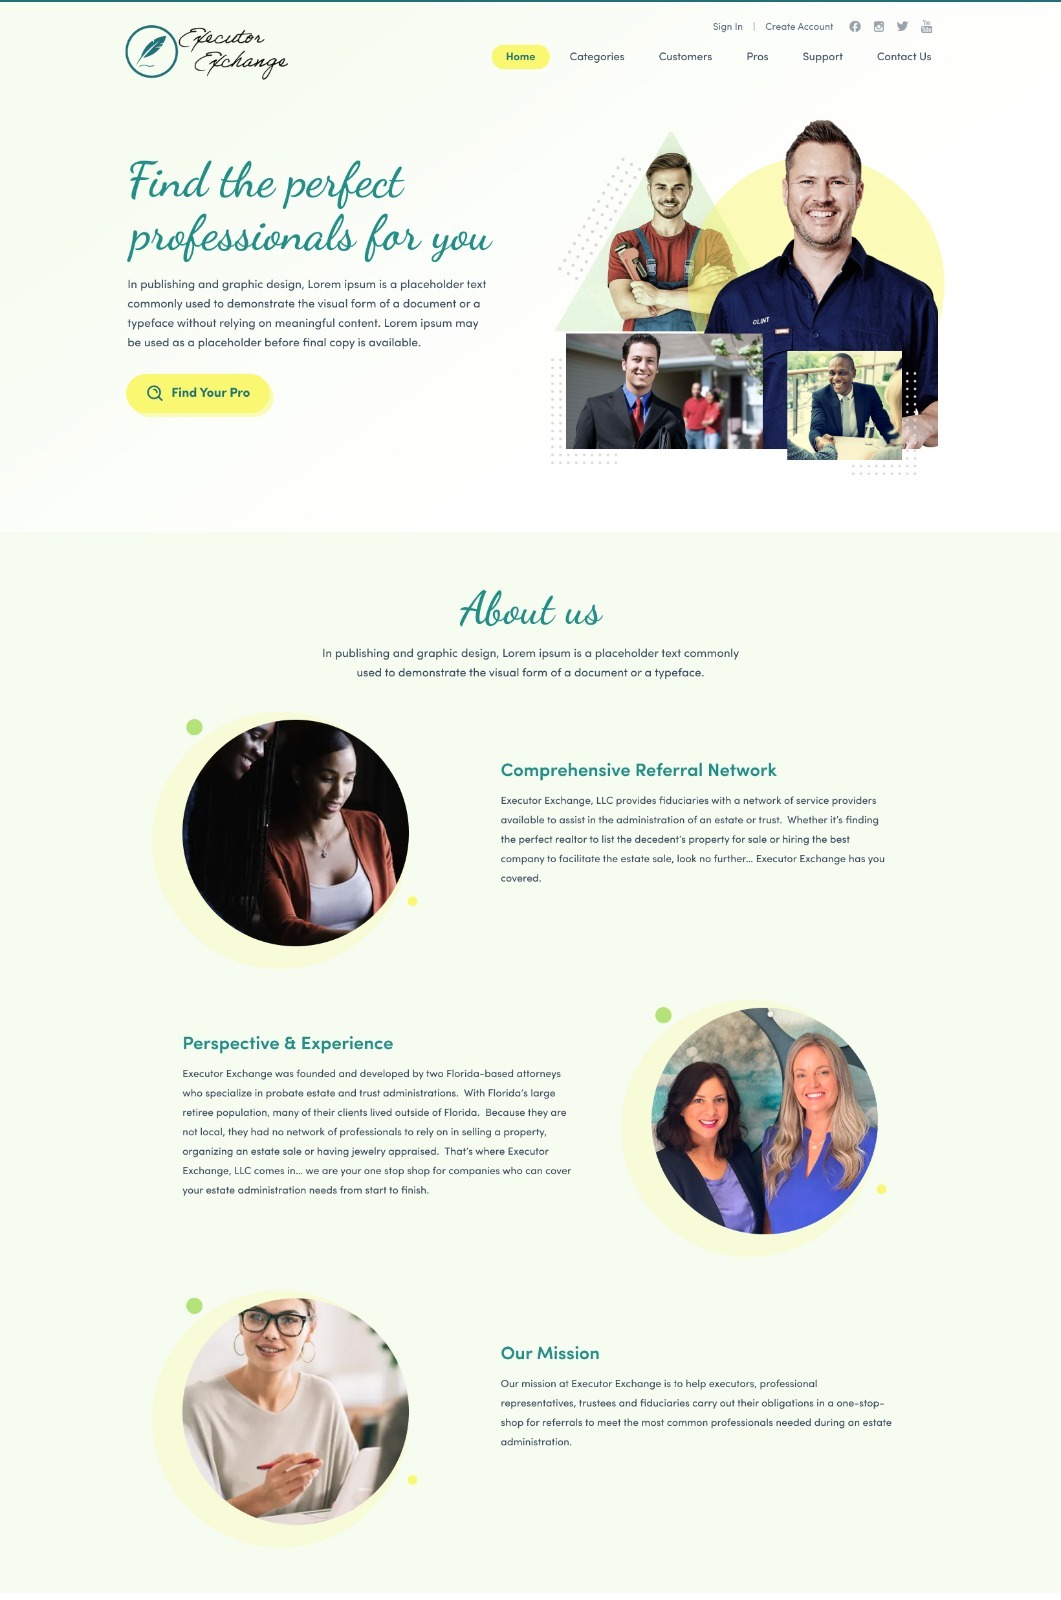 Sign In | Create Account
Executor
Exchange
Home Categories Customers Pros Support Contact Us
Find the perfect
professionals for you
In publishing and graphic design, Lorem ipsum is a placeholder text
commonly used to demonstrate the visual form of a document or a
typeface without relying on meaningful content. Lorem ipsum may
be used as a placeholder before final copy is available.
Find Your Pro
CLINT
About us
In publishing and graphic design, Lorem ipsum is a placeholder text commonly
used to demonstrate the visual form of a document or a typeface.
Comprehensive Referral Network
Executor Exchange, LLC provides fiduciaries with a network of service providers
available to assist in the administration of an estate or trust.  Whether it's finding
the perfect realtor to list the decedent's property for sale or hiring the best
company to facilitate the estate sale, look no further... Executor Exchange has you
covered.
Perspective & Experience
Executor Exchange was founded and developed by two Florida-based attorneys
who specialize in probate estate and trust administrations.  With Florida's large
retiree population, many of their clients lived outside of Florida.  Because they are
not local, they had no network of professionals to rely on in selling a property,
organizing an estate sale or having jewelry appraised.  That's where Executor
Exchange, LLC comes in... we are your one stop shop for companies who can cover
your estate administration needs from start to finish.
Our Mission
Our mission at Executor Exchange is to help executors, professional
representatives, trustees and fiduciaries carry out their obligations in a one-stop-
shop for referrals to meet the most common professionals needed during an estate
administration.